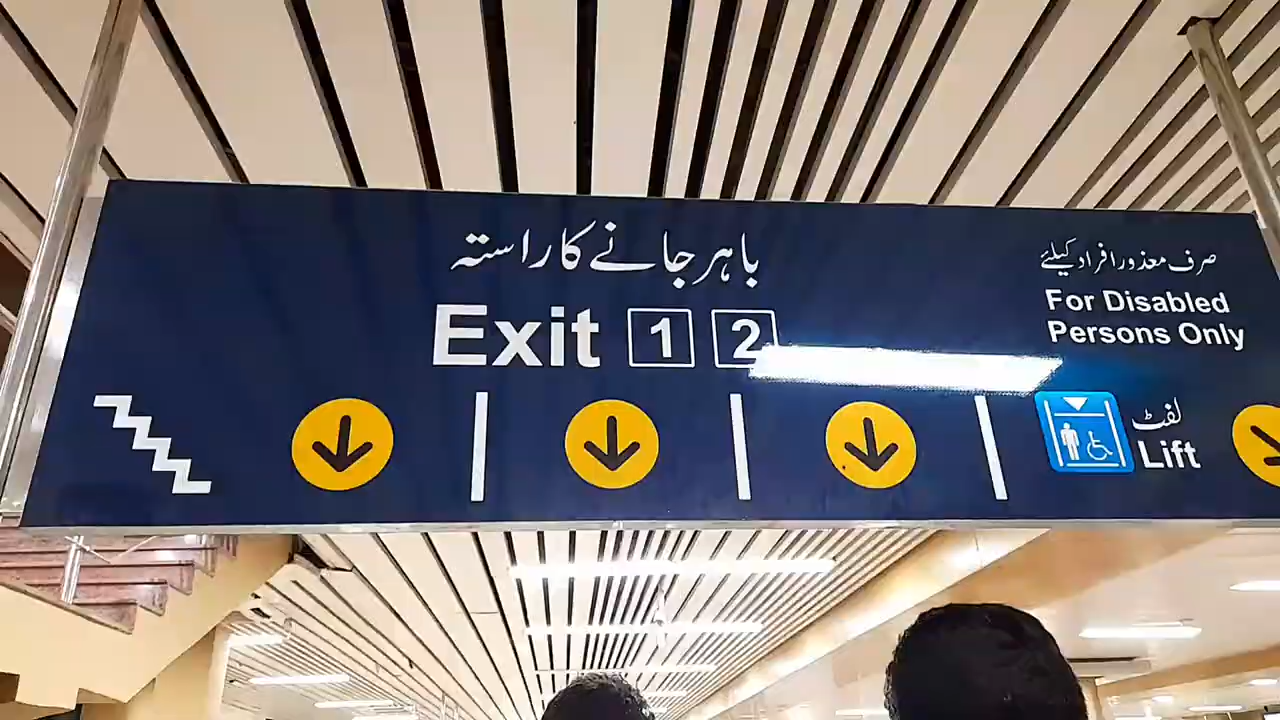 باہر جانے کا راستہ
Exit 1 2
صرف معذور افراد کیلئے
For Disabled
Persons Only
لفٹ
Lift